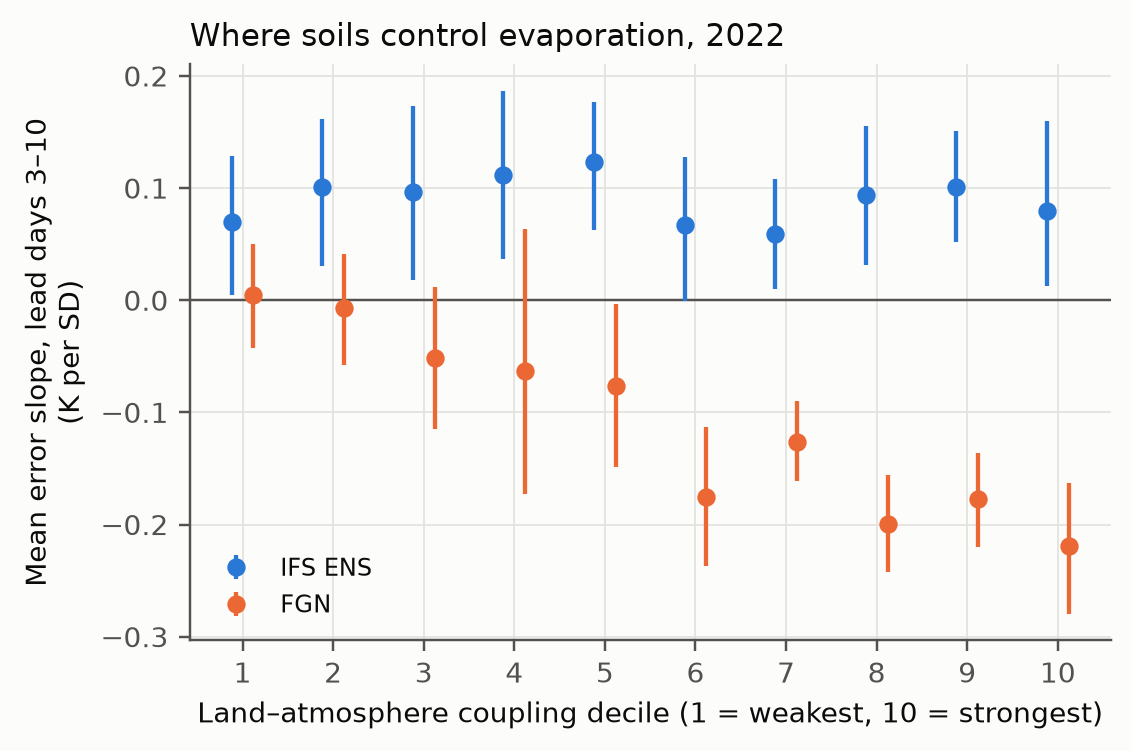 Where soils control evaporation, 2022
Mean error slope, lead days 3–10
(K per SD)
0.2
0.1
0.0
−0.1
−0.2
−0.3
IFS ENS
FGN
1 2 3 4 5 6 7 8 9 10
Land–atmosphere coupling decile (1 = weakest, 10 = strongest)